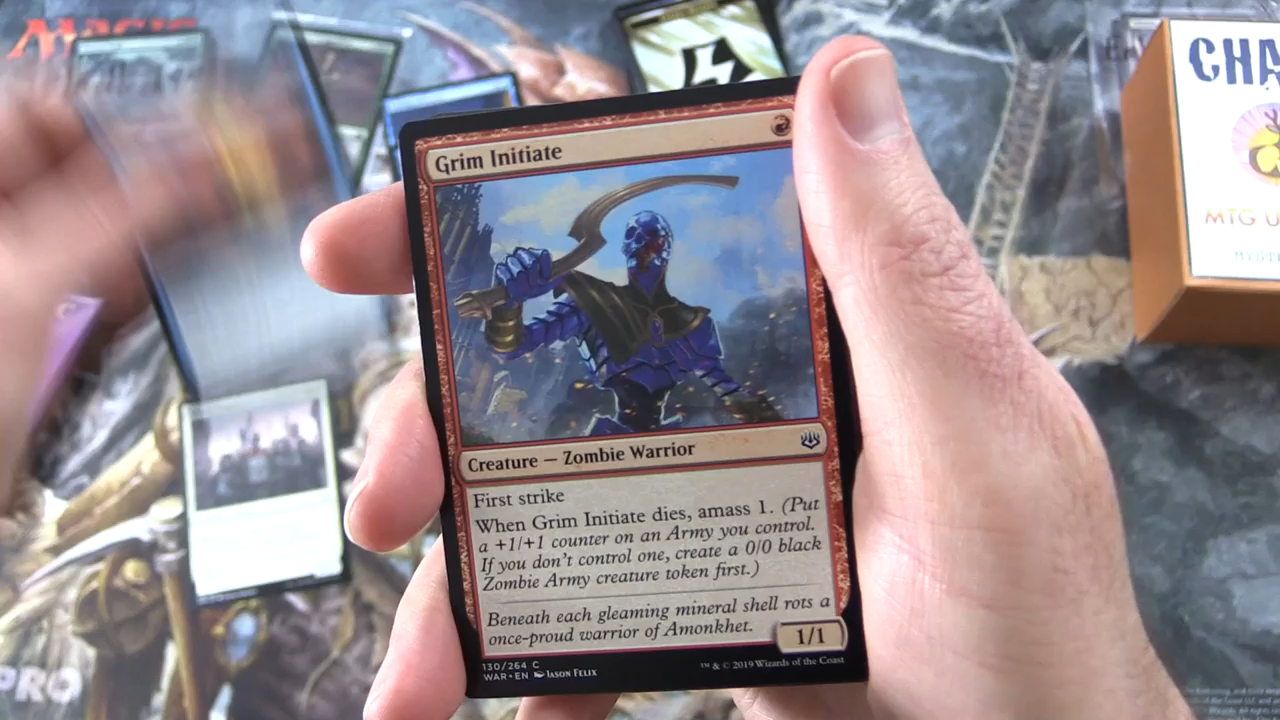 MAGIC
CHA
MTG U
Grim Initiate
Creature — Zombie Warrior
First strike
When Grim Initiate dies, amass 1. (Put
a +1/+1 counter on an Army you control.
If you don't control one, create a 0/0 black
Zombie Army creature token first.)
Beneath each gleaming mineral shell rots a
once-proud warrior of Amonkhet.
1/1
130/264 C
WAR • EN JASON FELIX
™ & © 2019 Wizards of the Coast
PRO